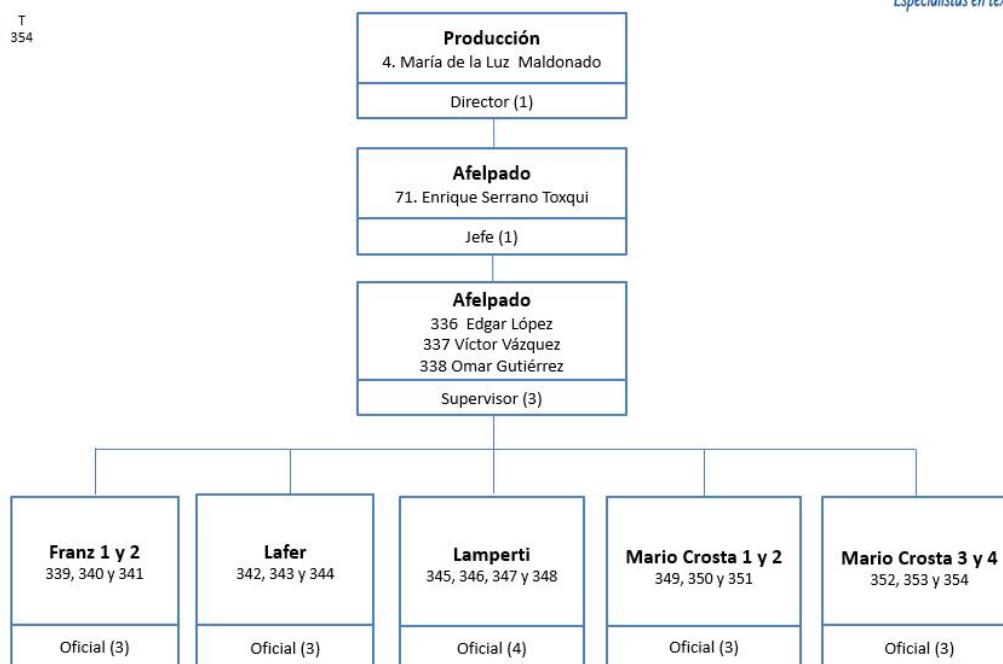 Especialistas en tex
T
354
Producción
4. María de la Luz Maldonado
Director (1)
Afelpado
71. Enrique Serrano Toxqui
Jefe (1)
Afelpado
336 Edgar López
337 Víctor Vázquez
338 Omar Gutiérrez
Supervisor (3)
Franz 1 y 2
339, 340 y 341
Oficial (3)
Lafer
342, 343 y 344
Oficial (3)
Lamperti
345, 346, 347 y 348
Oficial (4)
Mario Crosta 1 y 2
349, 350 y 351
Oficial (3)
Mario Crosta 3 y 4
352, 353 y 354
Oficial (3)